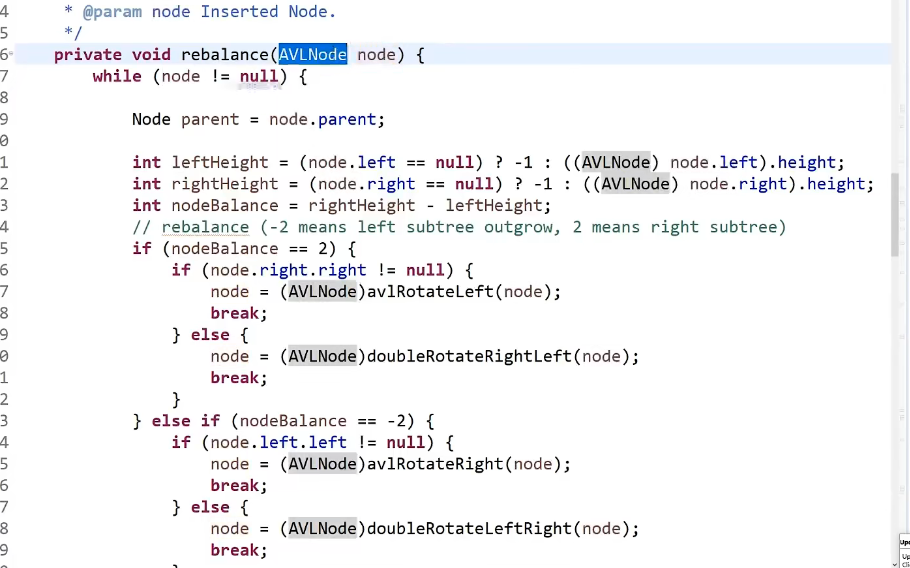 4 * @param node Inserted Node.
5 */
6 private void rebalance(AVLNode node) {
7 while (node != null) {
8
9 Node parent = node.parent;
0
1 int leftHeight = (node.left == null) ? -1 : ((AVLNode) node.left).height;
2 int rightHeight = (node.right == null) ? -1 : ((AVLNode) node.right).height;
3 int nodeBalance = rightHeight - leftHeight;
4 // rebalance (-2 means left subtree outgrow, 2 means right subtree)
5 if (nodeBalance == 2) {
6 if (node.right.right != null) {
7 node = (AVLNode)avlRotateLeft(node);
8 break;
9 } else {
0 node = (AVLNode)doubleRotateRightLeft(node);
1 break;
2 }
3 } else if (nodeBalance == -2) {
4 if (node.left.left != null) {
5 node = (AVLNode)avlRotateRight(node);
6 break;
7 } else {
8 node = (AVLNode)doubleRotateLeftRight(node);
9 break;